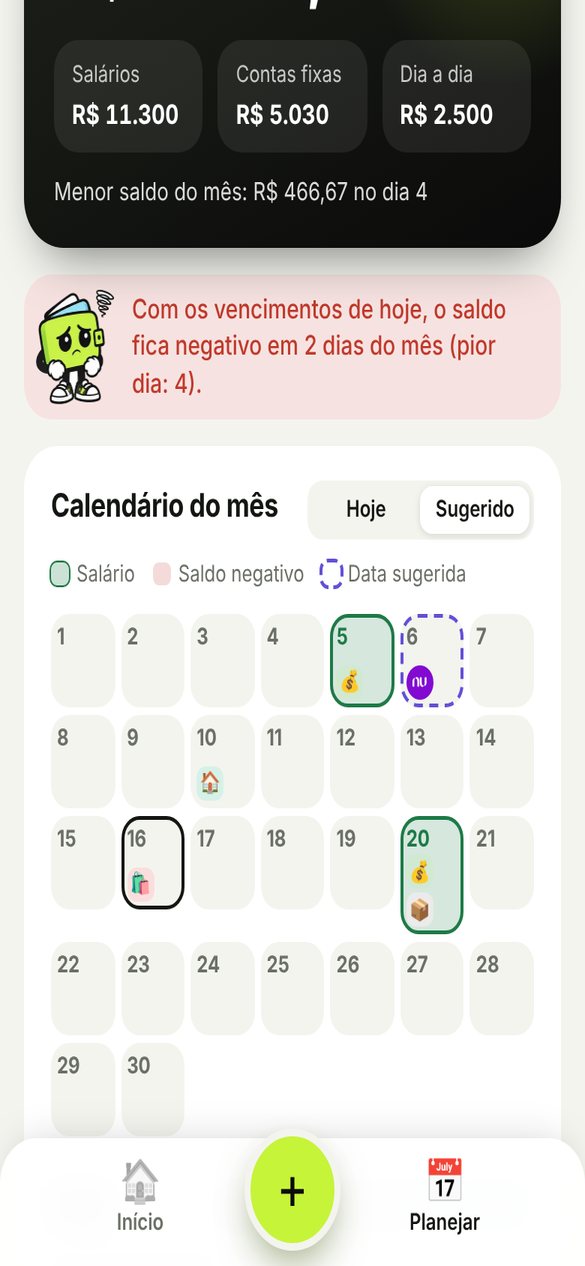 Salários
Contas fixas
Dia a dia
R$ 11.300
R$ 5.030
R$ 2.500
Menor saldo do mês: R$ 466,67 no dia 4
Com os vencimentos de hoje, o saldo
fica negativo em 2 dias do mês (pior
dia: 4).
Calendário do mês
Hoje
Sugerido
Salário
Saldo negativo
Data sugerida
1 2 3 4 5 6 7
nu
8 9 10 11 12 13 14
15 16 17 18 19 20 21
22 23 24 25 26 27 28
29 30
Início
+
July
17
Planejar